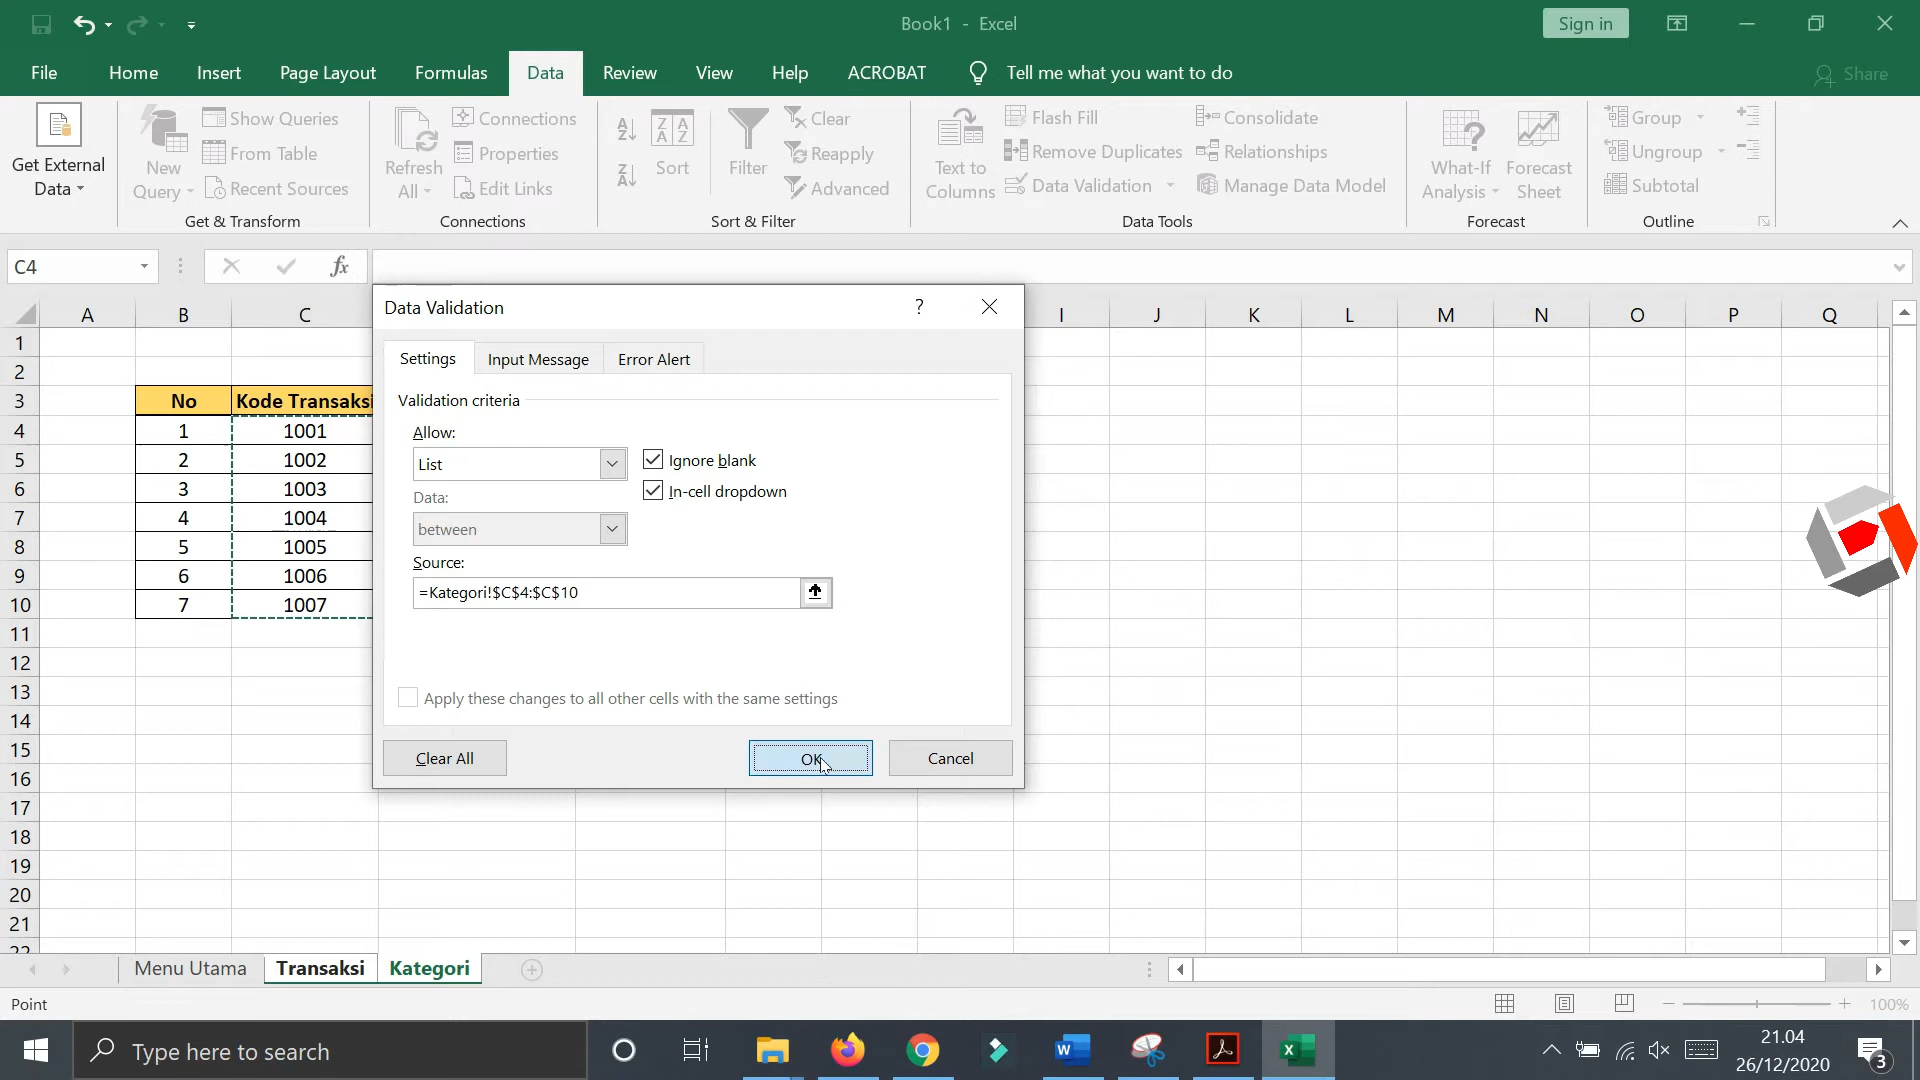 Book1 - Excel
Sign in
File Home Insert Page Layout Formulas Data Review View Help ACROBAT Tell me what you want to do Share
Get External Data
New Query
Show Queries
From Table
Recent Sources
Get & Transform
Refresh All
Connections
Properties
Edit Links
Connections
Sort
Filter
Clear
Reapply
Advanced
Sort & Filter
Text to Columns
Flash Fill
Remove Duplicates
Data Validation
Consolidate
Relationships
Manage Data Model
Data Tools
What-If Analysis
Forecast Sheet
Forecast
Group
Ungroup
Subtotal
Outline
C4
fx
A B C I J K L M N O P Q
1
2
3 No Kode Transaksi
4 1 1001
5 2 1002
6 3 1003
7 4 1004
8 5 1005
9 6 1006
10 7 1007
11
12
13
14
15
16
17
18
19
20
21
22
Data Validation ?
Settings Input Message Error Alert
Validation criteria
Allow:
List
Ignore blank
Data:
In-cell dropdown
between
Source:
=Kategori!$C$4:$C$10
Apply these changes to all other cells with the same settings
Clear All OK Cancel
Menu Utama Transaksi Kategori
Point 100%
Type here to search
21.04
26/12/2020
3